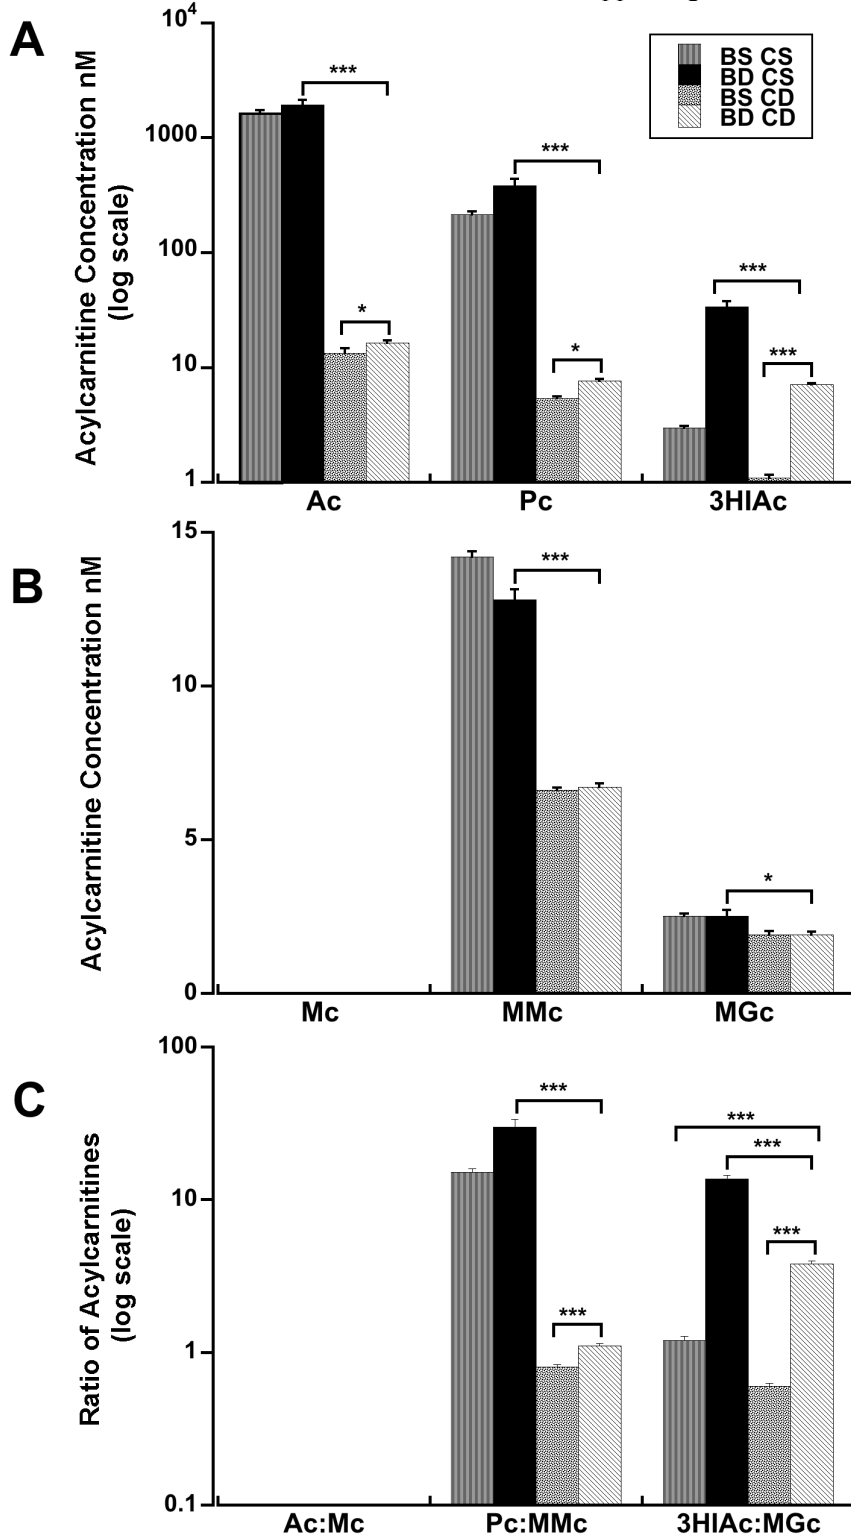 A
Acylcarnitine Concentration nM
(log scale)
10⁴
1000
100
10
1
BS CS
BD CS
BS CD
BD CD
***
*
***
*
***
***
Ac
Pc
3HIAc
B
Acylcarnitine Concentration nM
15
10
5
0
***
*
Mc
MMc
MGc
C
Ratio of Acylcarnitines
(log scale)
100
10
1
0.1
***
***
***
***
***
Ac:Mc
Pc:MMc
3HIAc:MGc